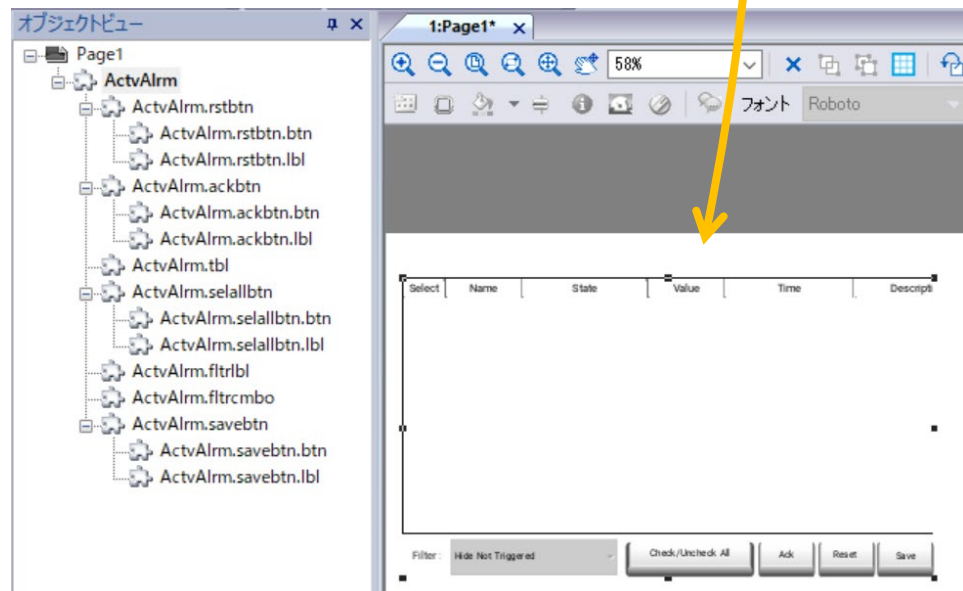 オブジェクトビュー
Page1
ActvAlrm
ActvAlrm.rstbtn
ActvAlrm.rstbtn.btn
ActvAlrm.rstbtn.lbl
ActvAlrm.ackbtn
ActvAlrm.ackbtn.btn
ActvAlrm.ackbtn.lbl
ActvAlrm.tbl
ActvAlrm.selallbtn
ActvAlrm.selallbtn.btn
ActvAlrm.selallbtn.lbl
ActvAlrm.fltrlbl
ActvAlrm.fltrcmbo
ActvAlrm.savebtn
ActvAlrm.savebtn.btn
ActvAlrm.savebtn.lbl
1:Page1*
58%
フォント Roboto
Select Name State Value Time Descripti
Filter: Hide Not Triggered Check/Uncheck All Ack Reset Save